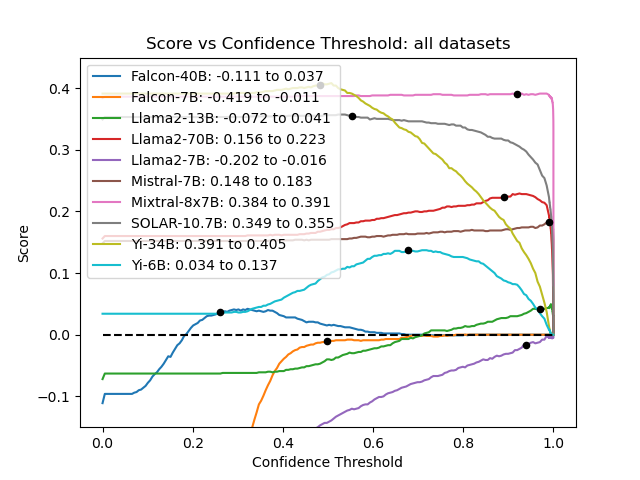 Score vs Confidence Threshold: all datasets
Score
0.4
0.3
0.2
0.1
0.0
−0.1
Falcon-40B: -0.111 to 0.037
Falcon-7B: -0.419 to -0.011
Llama2-13B: -0.072 to 0.041
Llama2-70B: 0.156 to 0.223
Llama2-7B: -0.202 to -0.016
Mistral-7B: 0.148 to 0.183
Mixtral-8x7B: 0.384 to 0.391
SOLAR-10.7B: 0.349 to 0.355
Yi-34B: 0.391 to 0.405
Yi-6B: 0.034 to 0.137
0.0 0.2 0.4 0.6 0.8 1.0
Confidence Threshold